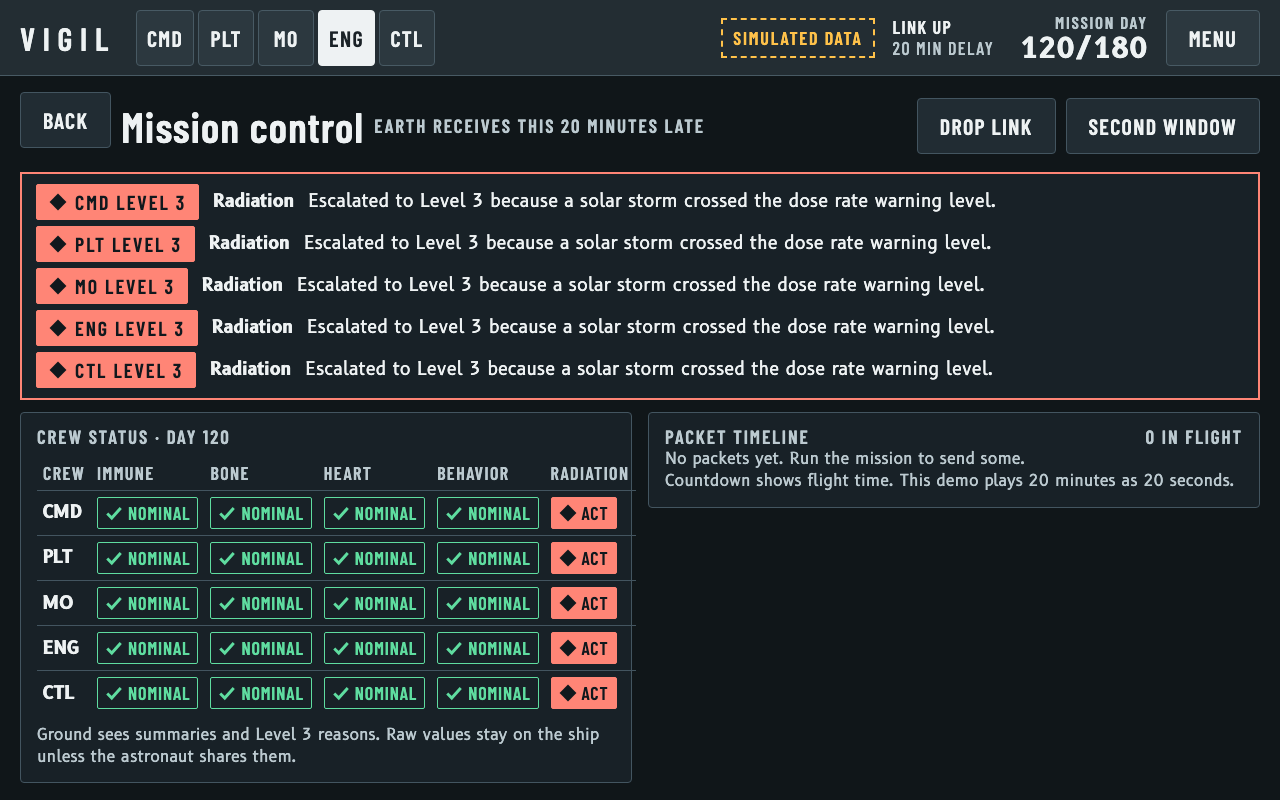 VIGIL CMD PLT MO ENG CTL SIMULATED DATA LINK UP 20 MIN DELAY MISSION DAY 120/180 MENU
BACK Mission control EARTH RECEIVES THIS 20 MINUTES LATE DROP LINK SECOND WINDOW
CMD LEVEL 3 Radiation Escalated to Level 3 because a solar storm crossed the dose rate warning level.
PLT LEVEL 3 Radiation Escalated to Level 3 because a solar storm crossed the dose rate warning level.
MO LEVEL 3 Radiation Escalated to Level 3 because a solar storm crossed the dose rate warning level.
ENG LEVEL 3 Radiation Escalated to Level 3 because a solar storm crossed the dose rate warning level.
CTL LEVEL 3 Radiation Escalated to Level 3 because a solar storm crossed the dose rate warning level.
CREW STATUS · DAY 120
CREW IMMUNE BONE HEART BEHAVIOR RADIATION
CMD NOMINAL NOMINAL NOMINAL NOMINAL ACT
PLT NOMINAL NOMINAL NOMINAL NOMINAL ACT
MO NOMINAL NOMINAL NOMINAL NOMINAL ACT
ENG NOMINAL NOMINAL NOMINAL NOMINAL ACT
CTL NOMINAL NOMINAL NOMINAL NOMINAL ACT
Ground sees summaries and Level 3 reasons. Raw values stay on the ship
unless the astronaut shares them.
PACKET TIMELINE 0 IN FLIGHT
No packets yet. Run the mission to send some.
Countdown shows flight time. This demo plays 20 minutes as 20 seconds.